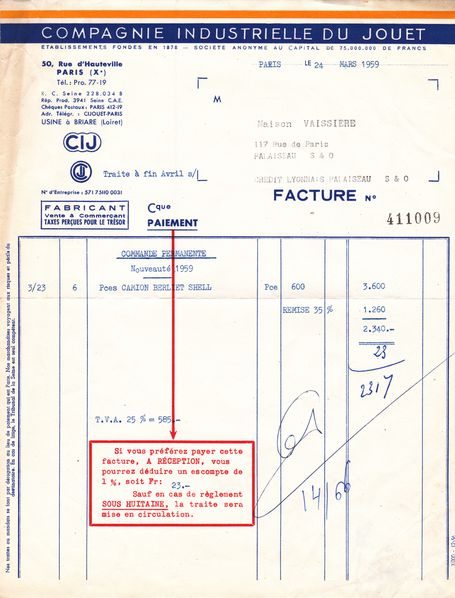 COMPAGNIE INDUSTRIELLE DU JOUET
ETABLISSEMENTS FONDÉS EN 1878 — SOCIÉTÉ ANONYME AU CAPITAL DE 75.000.000 DE FRANCS
50, Rue d'Hauteville
PARIS (Xᵉ)
Tél.: Pro. 77-19
R. C. Seine 228.034 B
Rép. Prod. 3941 Seine C.A.E.
Chèques Postaux: PARIS 412-19
Adr. Télégr.: CIJOUET-PARIS
USINE à BRIARE (Loiret)
CIJ
PARIS LE 24 MARS 1959
M
Maison VAISSIERE
117 Rue de Paris
PALAISEAU S & O
Traite à fin Avril s/
CREDIT LYONNAIS PALAISEAU S & O
N° d'Entreprise: 571 75110 0031
FACTURE N°
411009
FABRICANT
Vente à Commerçant
TAXES PERÇUES POUR LE TRÉSOR
Cque
PAIEMENT
COMMANDE PERMANENTE
Nouveauté 1959
3/23 6 Pces CAMION BERLIET SHELL Pce 600 3.600
REMISE 35 % 1.260
2.340.-
23
2317
T.V.A. 25 % = 585.-
Si vous préférez payer cette
facture, A RÉCEPTION, vous
pourrez déduire un escompte de
1 %, soit Fr: 23.-
Sauf en cas de règlement
SOUS HUITAINE, la traite sera
mise en circulation.
14/66